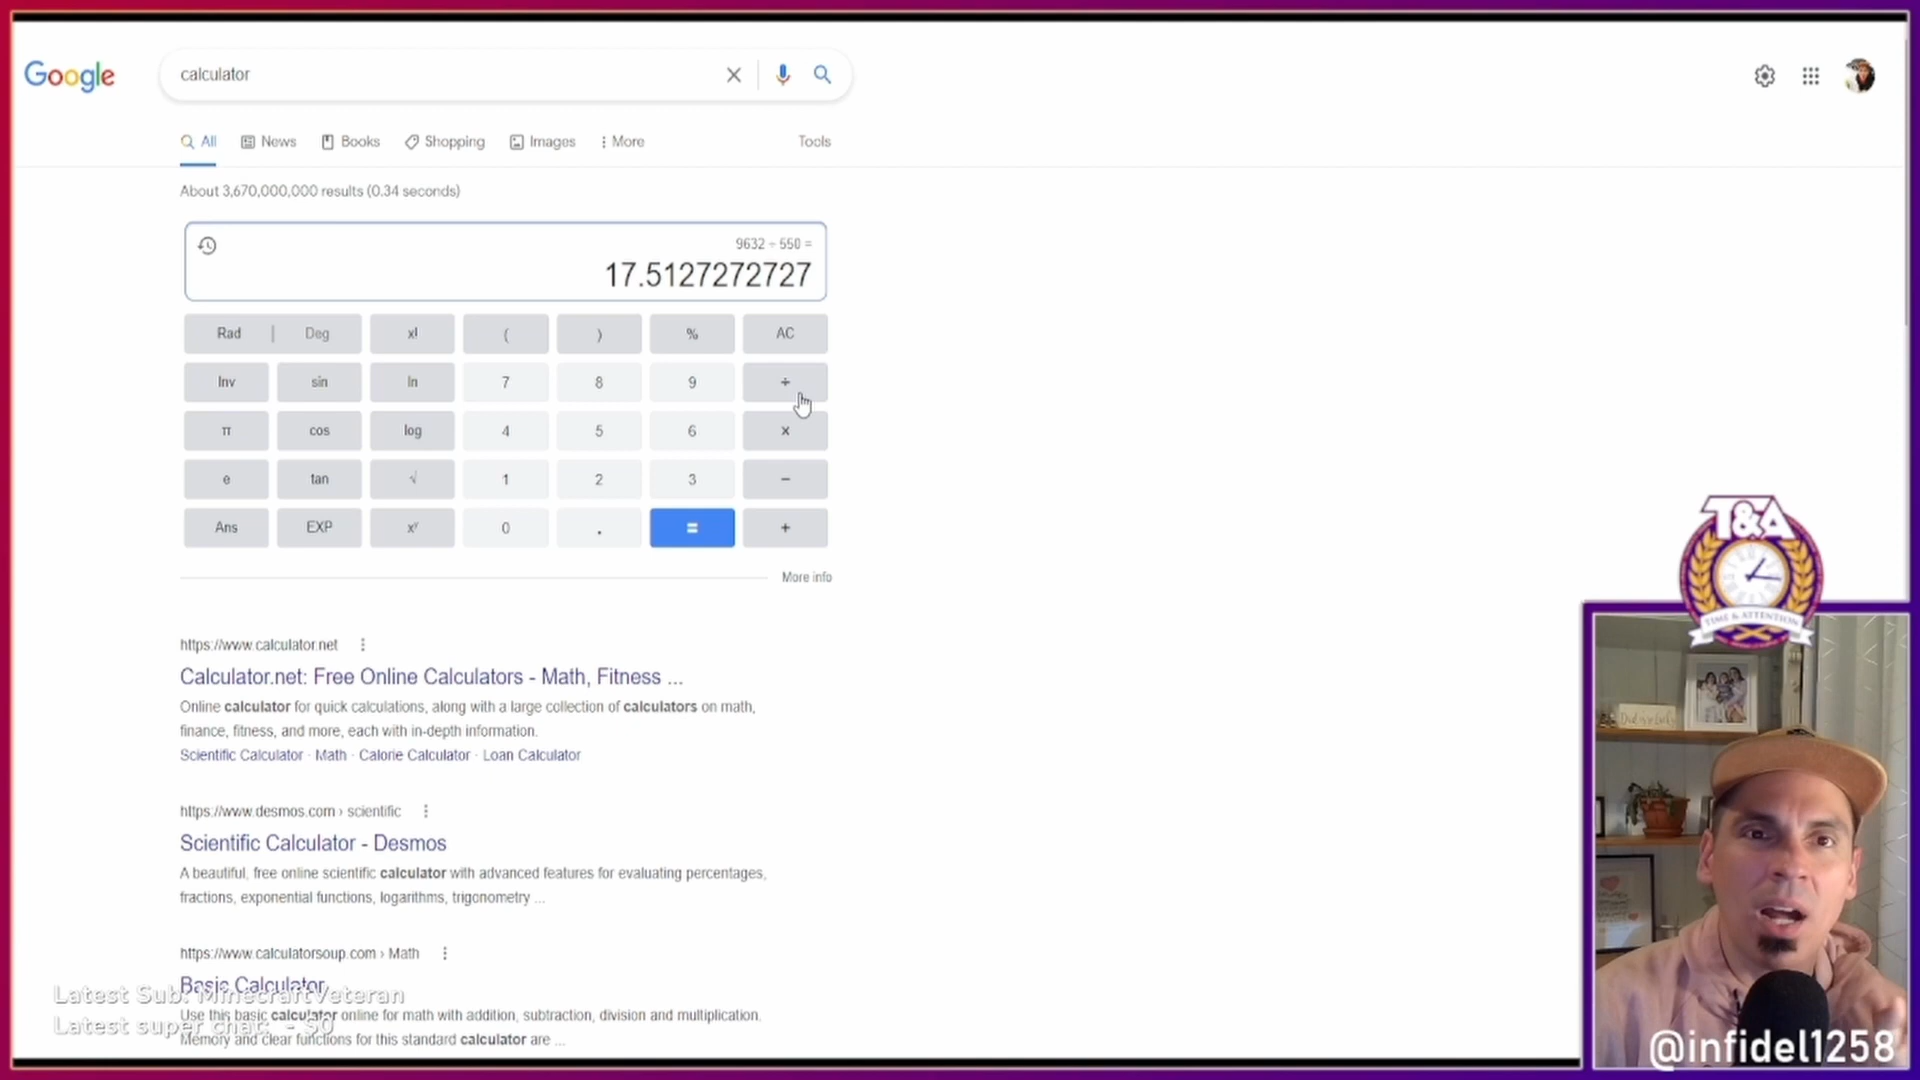 Google
calculator
All News Books Shopping Images More Tools
About 3,670,000,000 results (0.34 seconds)
9632 ÷ 550 =
17.5127272727
Rad | Deg x! ( ) % AC
Inv sin ln 7 8 9 ÷
π cos log 4 5 6 ×
e tan √ 1 2 3 −
Ans EXP xʸ 0 . = +
More info
https://www.calculator.net
Calculator.net: Free Online Calculators - Math, Fitness ...
Online calculator for quick calculations, along with a large collection of calculators on math,
finance, fitness, and more, each with in-depth information.
Scientific Calculator · Math · Calorie Calculator · Loan Calculator
https://www.desmos.com › scientific
Scientific Calculator - Desmos
A beautiful, free online scientific calculator with advanced features for evaluating percentages,
fractions, exponential functions, logarithms, trigonometry ...
https://www.calculatorsoup.com › Math
Basic Calculator
Latest Sub: MinecraftVeteran
Use this basic calculator online for math with addition, subtraction, division and multiplication.
Latest super chat: - $0
Memory and clear functions for this standard calculator are ...
T&A
TIME & ATTENTION
@infidel1258